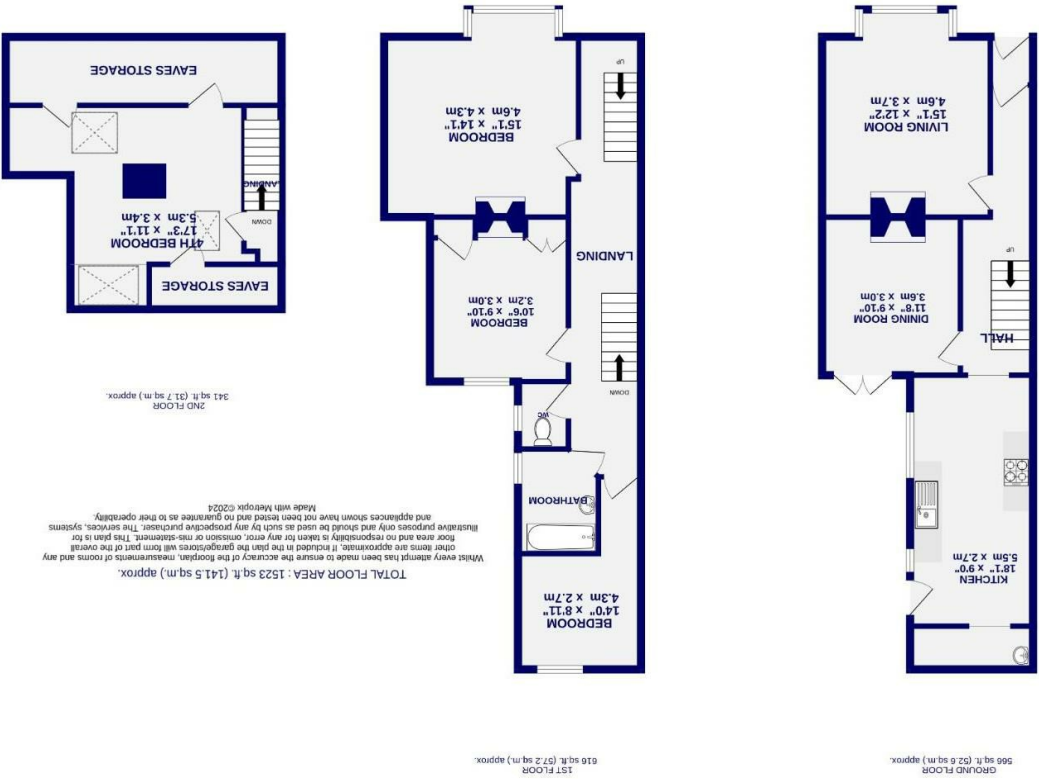 GROUND FLOOR
566 sq.ft. (52.6 sq.m.) approx.
KITCHEN
18'1" x 9'0"
5.5m x 2.7m
HALL
UP
DINING ROOM
11'8" x 9'10"
3.6m x 3.0m
LIVING ROOM
15'1" x 12'2"
4.6m x 3.7m
1ST FLOOR
616 sq.ft. (57.2 sq.m.) approx.
BEDROOM
14'0" x 8'11"
4.3m x 2.7m
BATHROOM
WC
DOWN
BEDROOM
10'6" x 9'10"
3.2m x 3.0m
LANDING
BEDROOM
15'1" x 14'1"
4.6m x 4.3m
UP
2ND FLOOR
341 sq.ft. (31.7 sq.m.) approx.
EAVES STORAGE
4TH BEDROOM
17'3" x 11'1"
5.3m x 3.4m
DOWN
LANDING
EAVES STORAGE
TOTAL FLOOR AREA : 1523 sq.ft. (141.5 sq.m.) approx.
Whilst every attempt has been made to ensure the accuracy of the floorplan, measurements of rooms and any
other items are approximate, If included in the plan the garage/stores will form part of the overall
floor area and no responsibility is taken for any error, omission or mis-statement. This plan is for
illustrative purposes only and should be used as such by any prospective purchaser. The services, systems
and appliances shown have not been tested and no guarantee as to their operability.
Made with Metropix ©2024